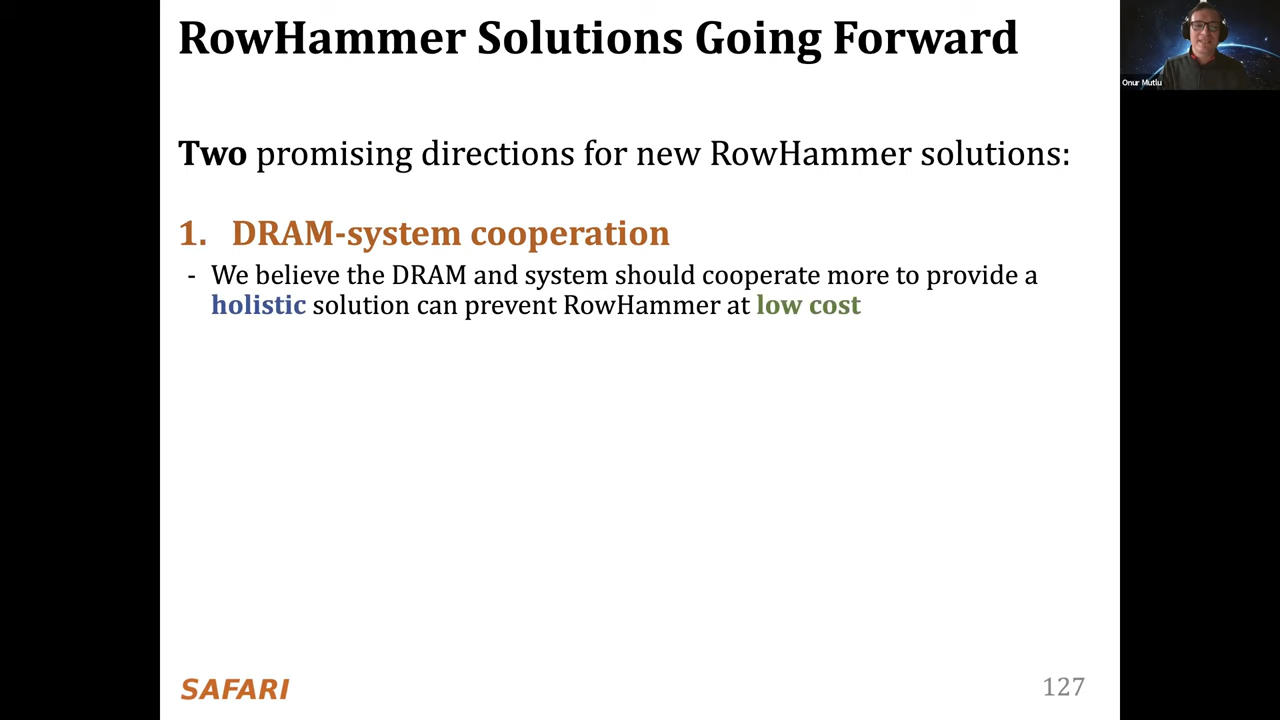 RowHammer Solutions Going Forward
Onur Mutlu
Two promising directions for new RowHammer solutions:
1. DRAM-system cooperation
- We believe the DRAM and system should cooperate more to provide a
holistic solution can prevent RowHammer at low cost
SAFARI
127